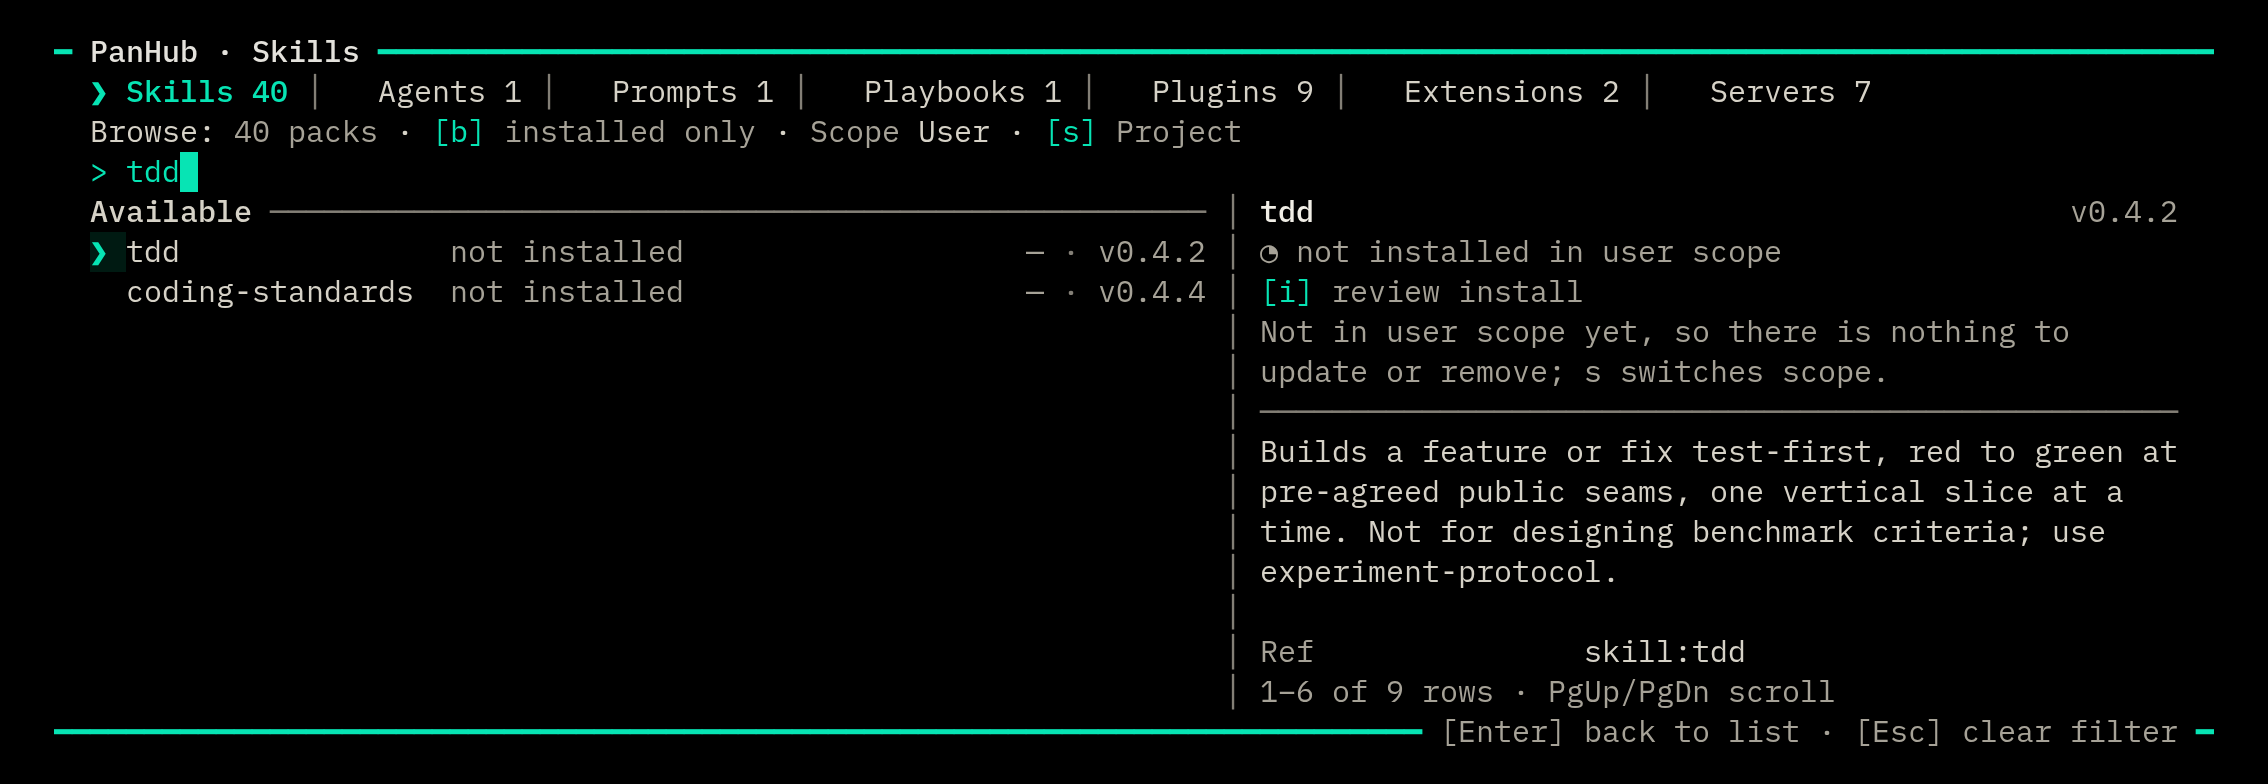 PanHub · Skills
❯ Skills 40 │ Agents 1 │ Prompts 1 │ Playbooks 1 │ Plugins 9 │ Extensions 2 │ Servers 7
Browse: 40 packs · [b] installed only · Scope User · [s] Project
> tdd
Available
❯ tdd not installed — · v0.4.2
coding-standards not installed — · v0.4.4
tdd v0.4.2
◔ not installed in user scope
[i] review install
Not in user scope yet, so there is nothing to
update or remove; s switches scope.
Builds a feature or fix test-first, red to green at
pre-agreed public seams, one vertical slice at a
time. Not for designing benchmark criteria; use
experiment-protocol.
Ref skill:tdd
1–6 of 9 rows · PgUp/PgDn scroll
[Enter] back to list · [Esc] clear filter